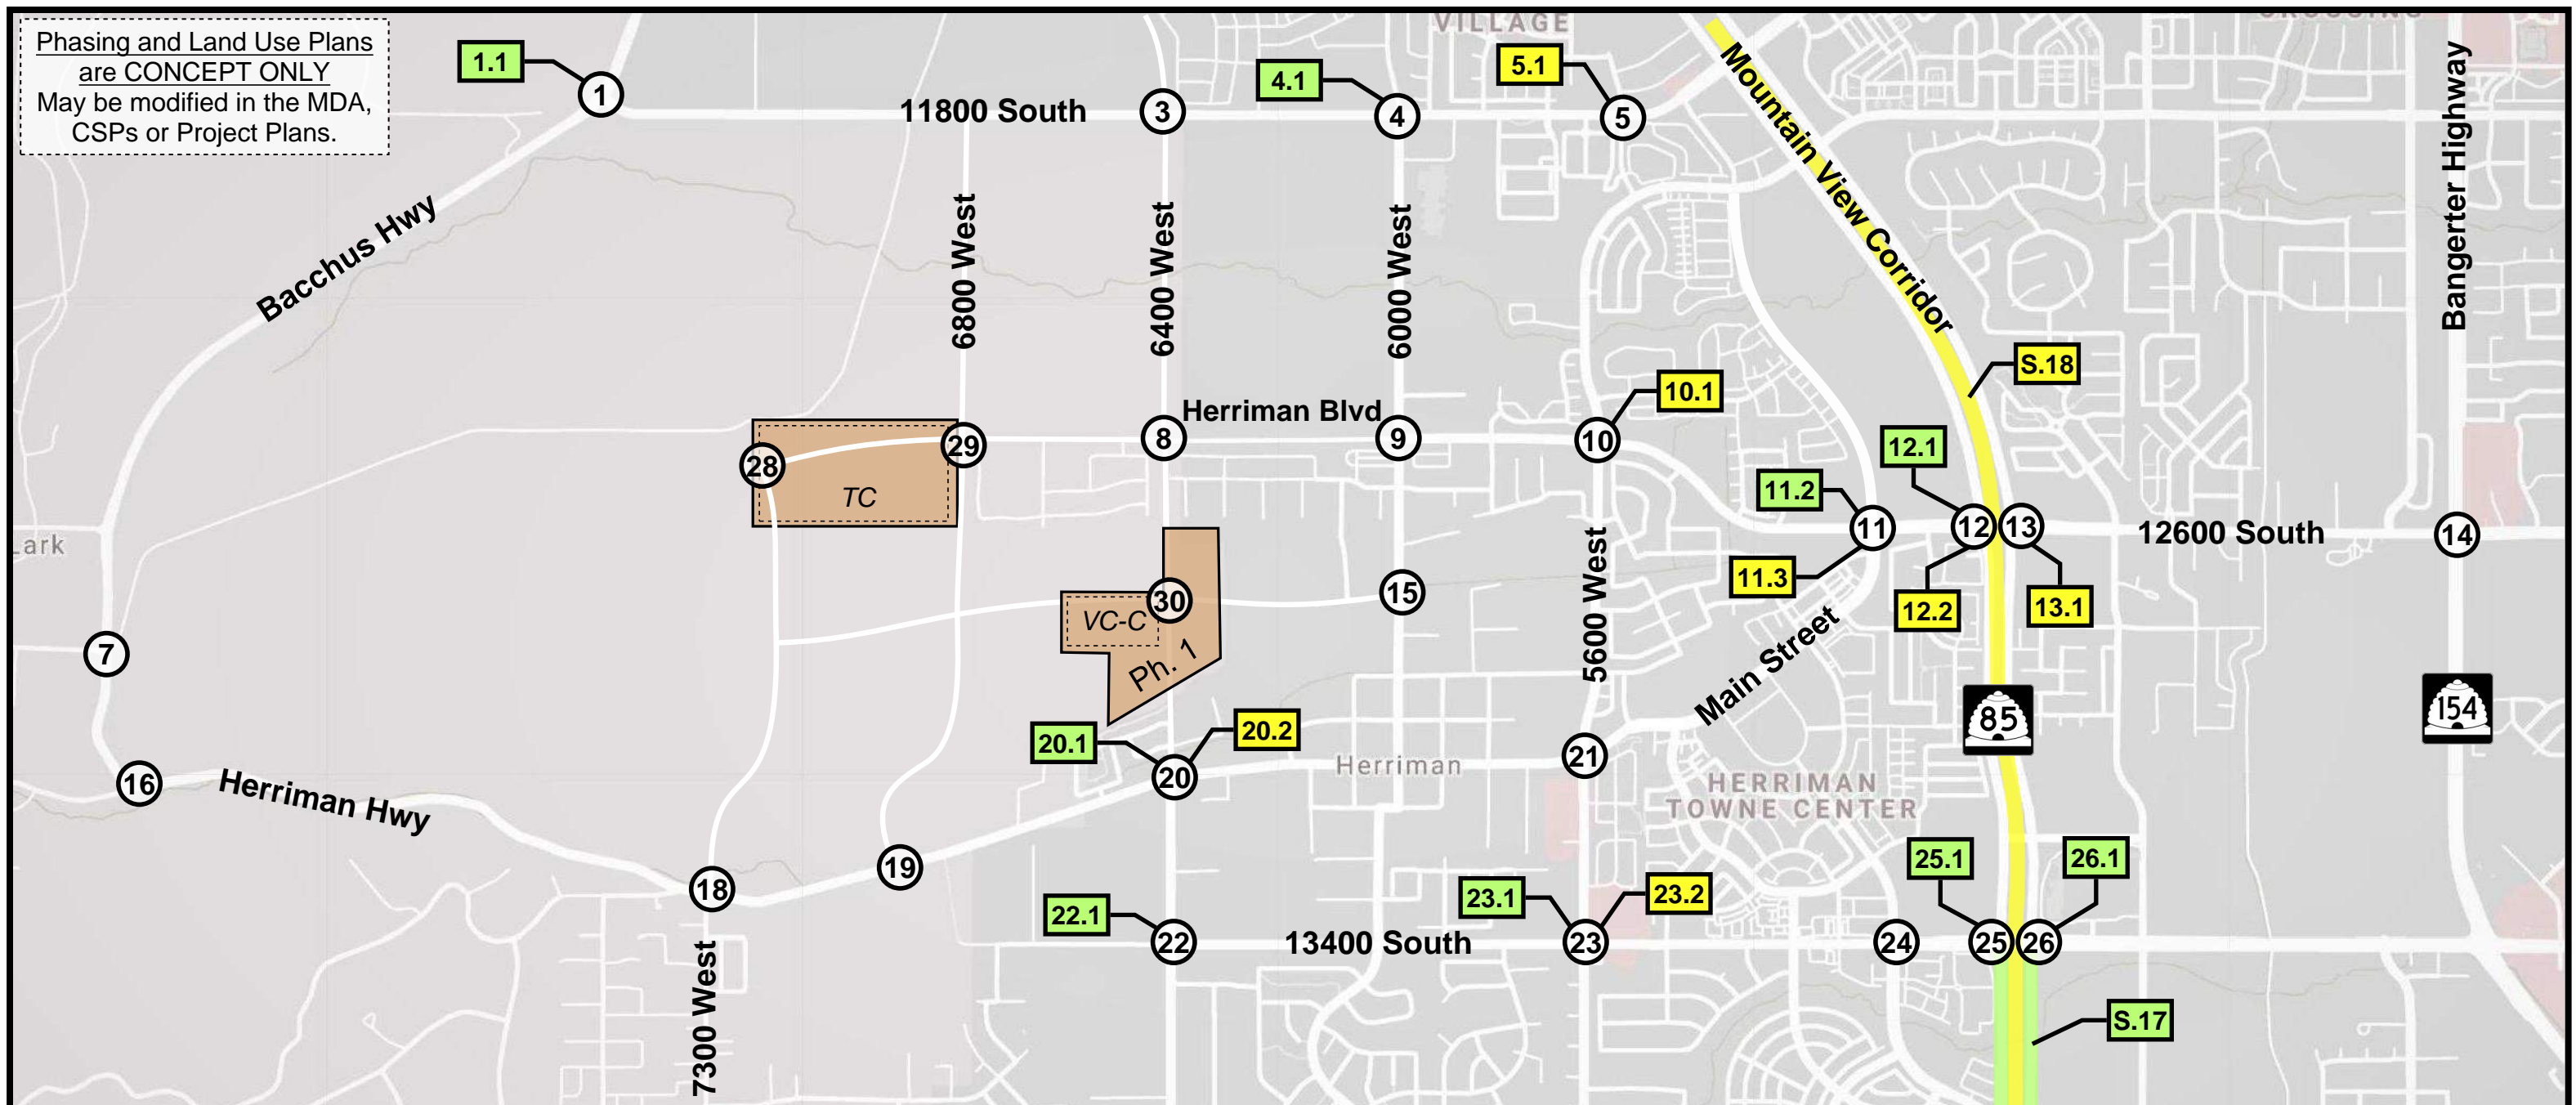 Phasing and Land Use Plans
are CONCEPT ONLY
May be modified in the MDA,
CSPs or Project Plans.
VILLAGE
1.1
1
11800 South
3
4.1
4
5.1
5
Mountain View Corridor
Bangerter Highway
Bacchus Hwy
6800 West
6400 West
6000 West
S.18
10.1
Herriman Blvd
28
29
TC
8
9
10
12.1
11.2
11
12
13
12600 South
14
11.3
12.2
13.1
Lark
5600 West
VC-C
30
Ph. 1
15
7
Main Street
85
154
20.1
20.2
20
Herriman
21
HERRIMAN
TOWNE CENTER
16
Herriman Hwy
18
19
25.1
26.1
22.1
22
13400 South
23.1
23.2
23
24
25
26
7300 West
S.17